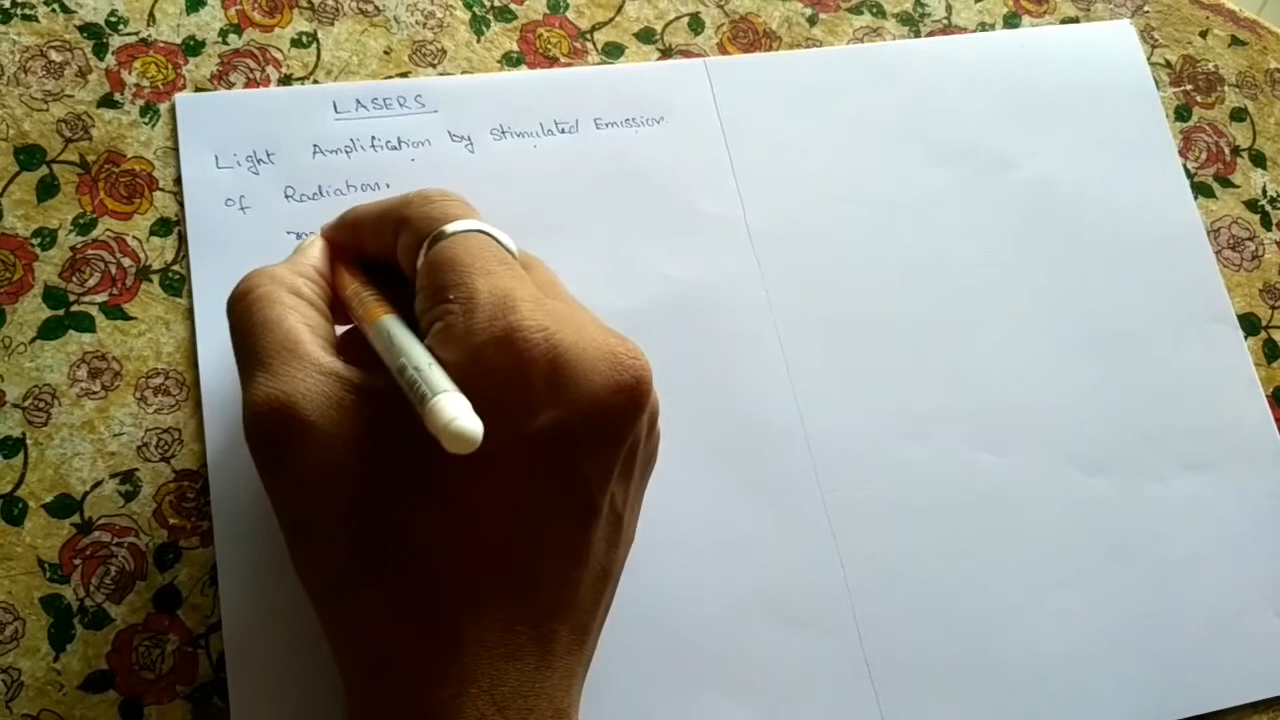 LASERS
Light Amplification by Stimulated Emission.
of Radiation.